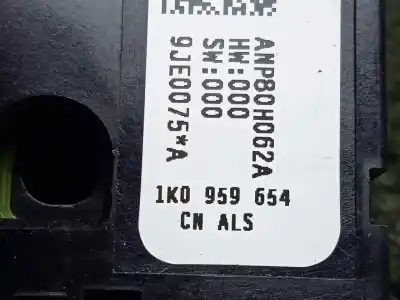 ANP80H062A
HW:000
SW:000
9JE0075*A
1K0 959 654
CN ALS